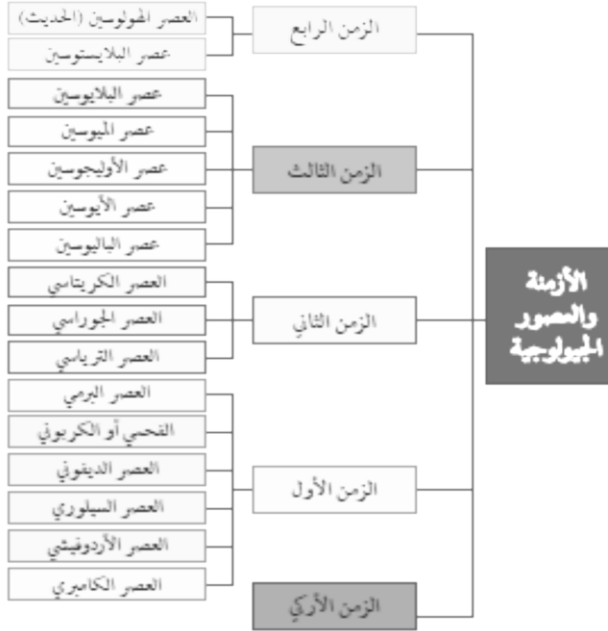 الأزمنة
والعصور
الجيولوجية
الزمن الرابع
العصر الهولوسين (الحديث)
عصر البلايستوسين
الزمن الثالث
عصر البلايوسين
عصر الميوسين
عصر الأوليجوسين
عصر الأيوسين
عصر الباليوسين
الزمن الثاني
العصر الكريتاسي
العصر الجوراسي
العصر الترياسي
الزمن الأول
العصر البرمي
الفحمي أو الكربوني
العصر الديفوني
العصر السيلوري
العصر الأردوفيشي
العصر الكامبري
الزمن الأركي